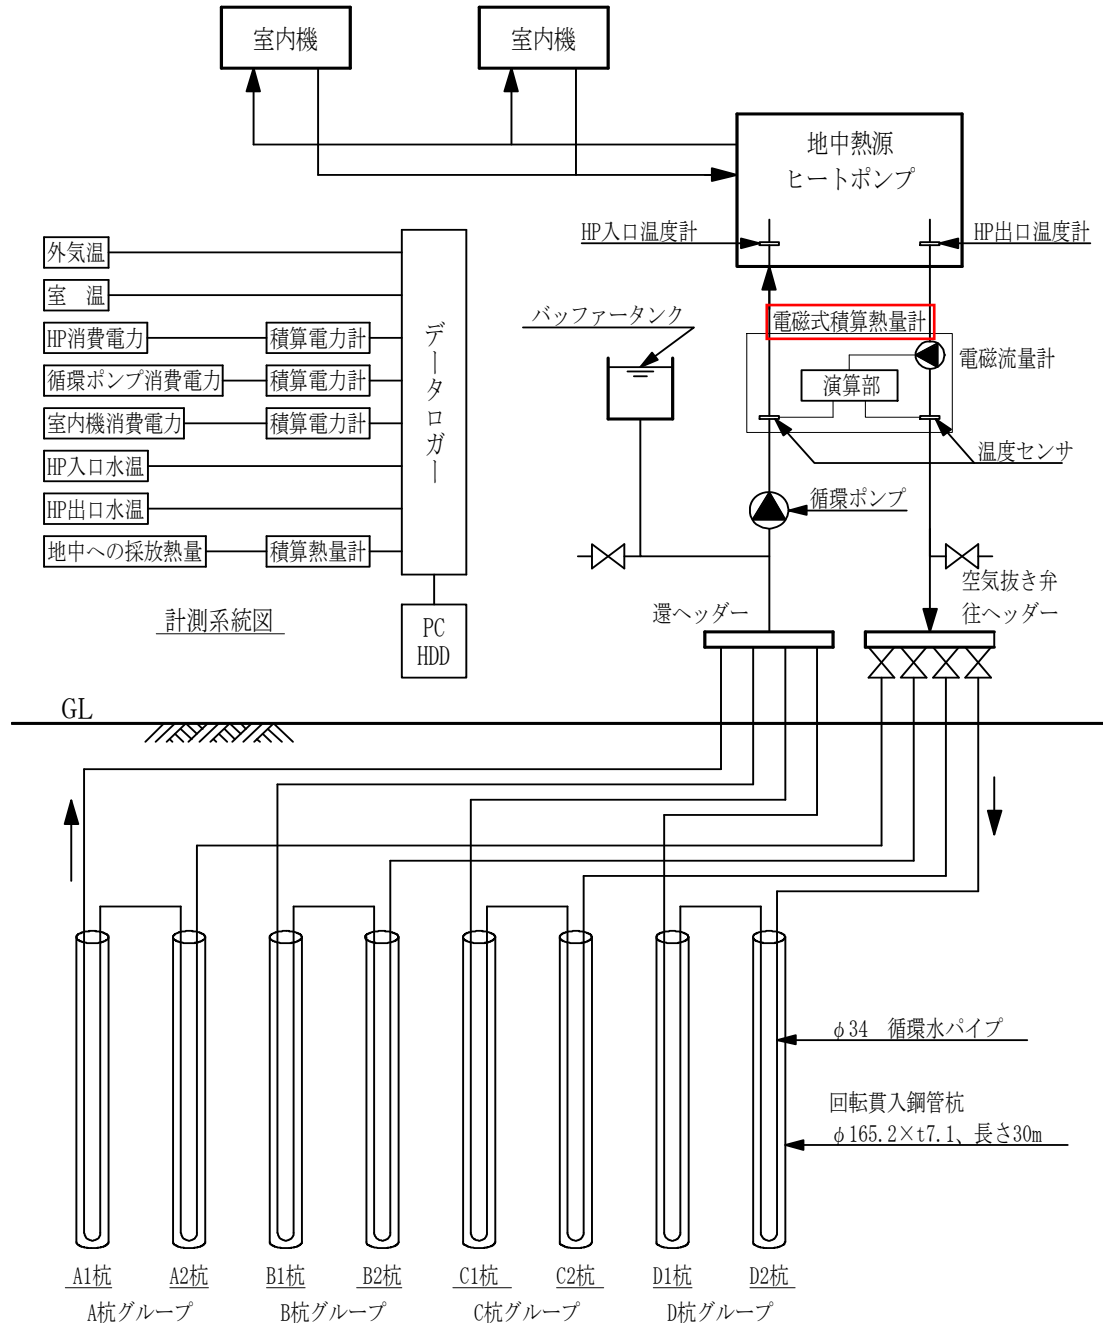 室内機
室内機
地中熱源
ヒートポンプ
HP入口温度計
HP出口温度計
電磁式積算熱量計
電磁流量計
演算部
温度センサ
バッファータンク
循環ポンプ
空気抜き弁
還ヘッダー
往ヘッダー
外気温
室　温
HP消費電力
積算電力計
循環ポンプ消費電力
積算電力計
室内機消費電力
積算電力計
HP入口水温
HP出口水温
地中への採放熱量
積算熱量計
データロガー
PC
HDD
計測系統図
GL
φ34　循環水パイプ
回転貫入鋼管杭
φ165.2×t7.1、長さ30m
A1杭
A2杭
B1杭
B2杭
C1杭
C2杭
D1杭
D2杭
A杭グループ
B杭グループ
C杭グループ
D杭グループ